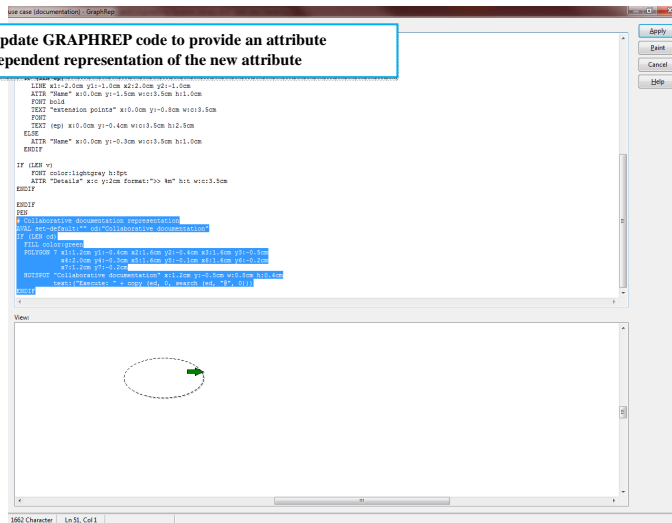 use case (documentation) - GraphRep
pdate GRAPHREP code to provide an attribute
ependent representation of the new attribute
Apply
Paint
Cancel
Help
LINE x1:-2.0cm y1:-1.0cm x2:2.0cm y2:-1.0cm
ATTR "Name" x:0.0cm y:-1.5cm w:c:3.5cm h:1.0cm
FONT bold
TEXT "extension points" x:0.0cm y:-0.8cm w:c:3.5cm
FONT
TEXT (ep) x:0.0cm y:-0.4cm w:c:3.5cm h:2.5cm
ELSE
ATTR "Name" x:0.0cm y:-0.3cm w:c:3.5cm h:1.0cm
ENDIF
IF (LEN v)
FONT color:lightgray h:8pt
ATTR "Details" x:c y:2cm format:">> %m" h:t w:c:3.5cm
ENDIF
ENDIF
PEN
# Collaborative documentation representation
AVAL set-default:"" cd:"Collaborative documentation"
IF (LEN cd)
FILL color:green
POLYGON 7 x1:1.2cm y1:-0.4cm x2:1.6cm y2:-0.4cm x3:1.6cm y3:-0.5cm
x4:2.0cm y4:-0.3cm x5:1.6cm y5:-0.1cm x6:1.6cm y6:-0.2cm
x7:1.2cm y7:-0.2cm
HOTSPOT "Collaborative documentation" x:1.2cm y:-0.5cm w:0.8cm h:0.4cm
text:("Execute: " + copy (ed, 0, search (ed, "@", 0)))
ENDIF
View:
1662 Character Ln 51, Col 1